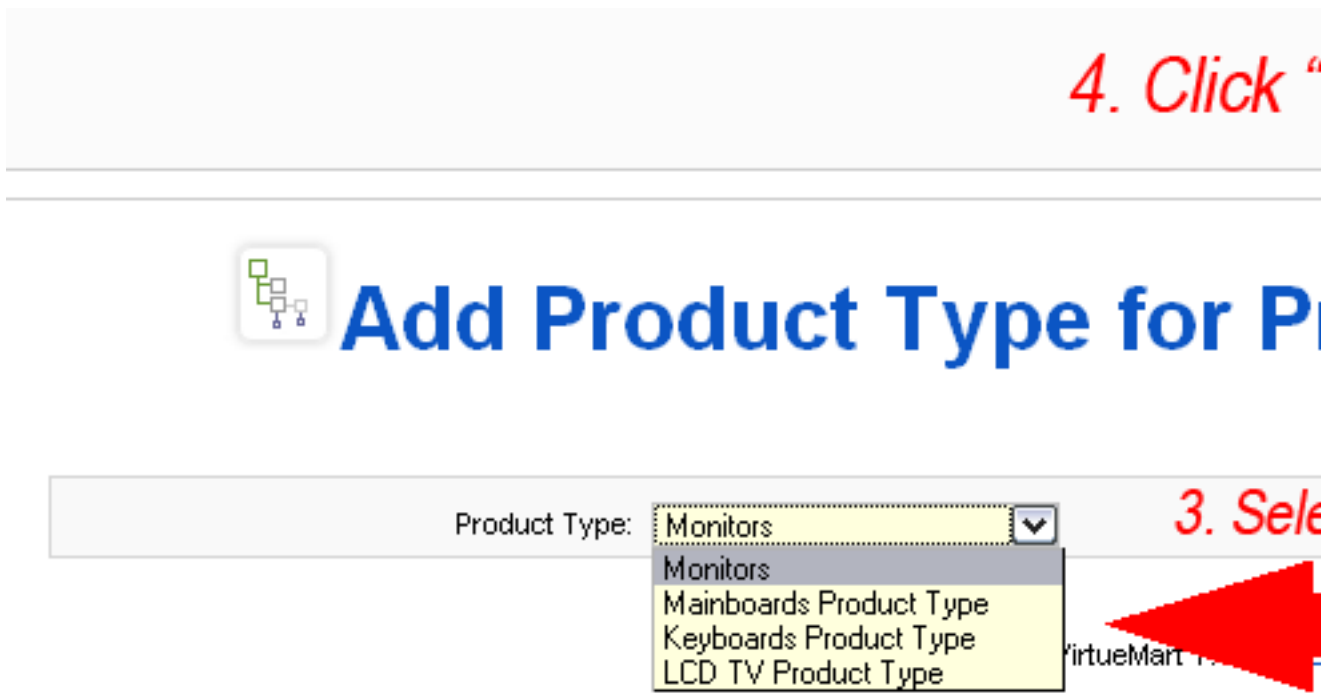 4. Click “
Add Product Type for Pr
Product Type: Monitors
3. Sele
Monitors
Mainboards Product Type
Keyboards Product Type
LCD TV Product Type